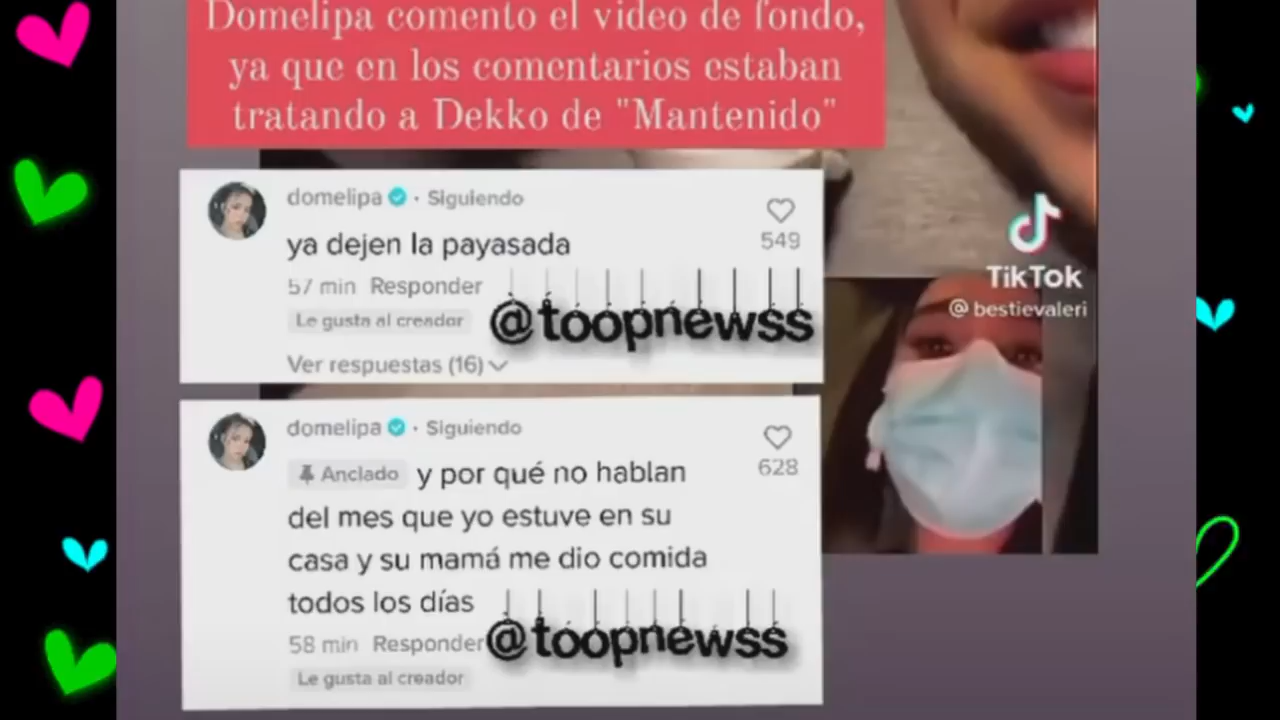 Domelipa comento el video de fondo,
ya que en los comentarios estaban
tratando a Dekko de "Mantenido"
domelipa · Siguiendo
ya dejen la payasada
549
57 min Responder
Le gusta al creador
@toopnewss
Ver respuestas (16)
domelipa · Siguiendo
Anclado y por qué no hablan
628
del mes que yo estuve en su
casa y su mamá me dio comida
todos los días
58 min Responder
@toopnewss
Le gusta al creador
TikTok
@bestievaleri